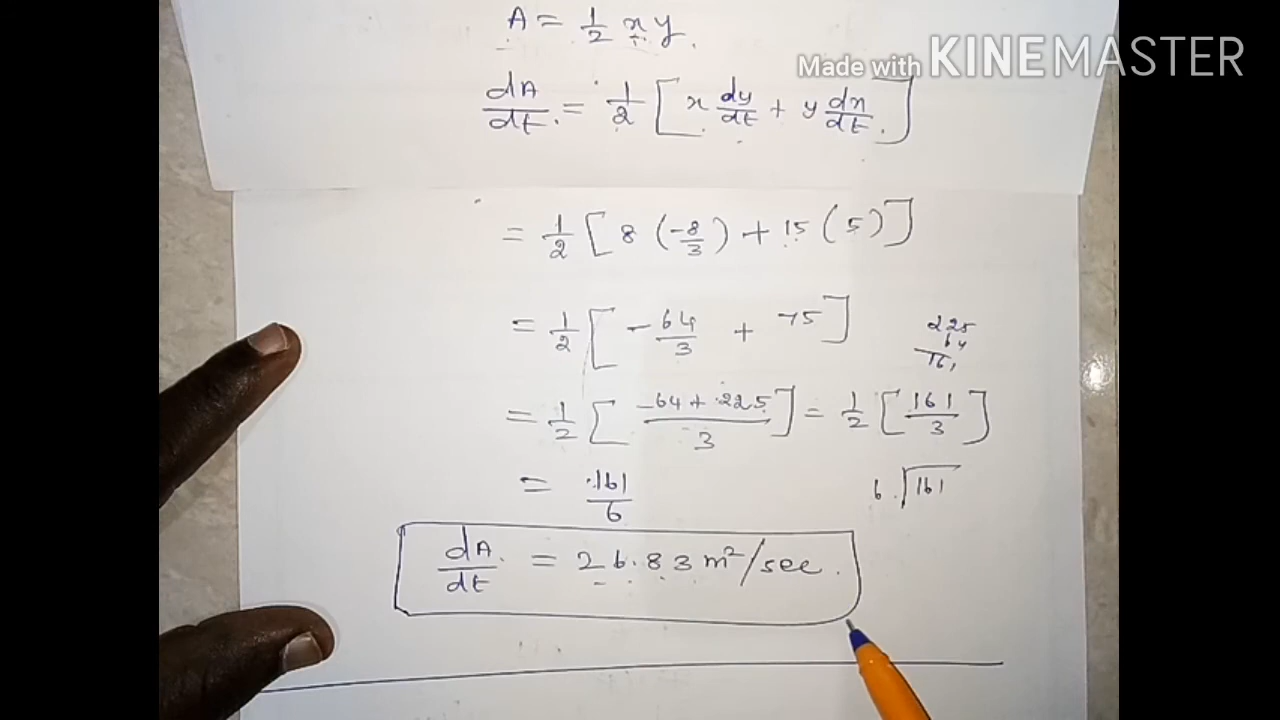 A = 1/2 x y.
Made with KINEMASTER
dA/dt. = 1/2 [x dy/dt + y dx/dt.]
= 1/2 [8 (-8/3) + 15 (5)]
= 1/2 [-64/3 + 75]
225
64
161
= 1/2 [-64 + 225/3] = 1/2 [161/3]
= 161/6
6 √161
dA/dt = 26.83 m²/sec.